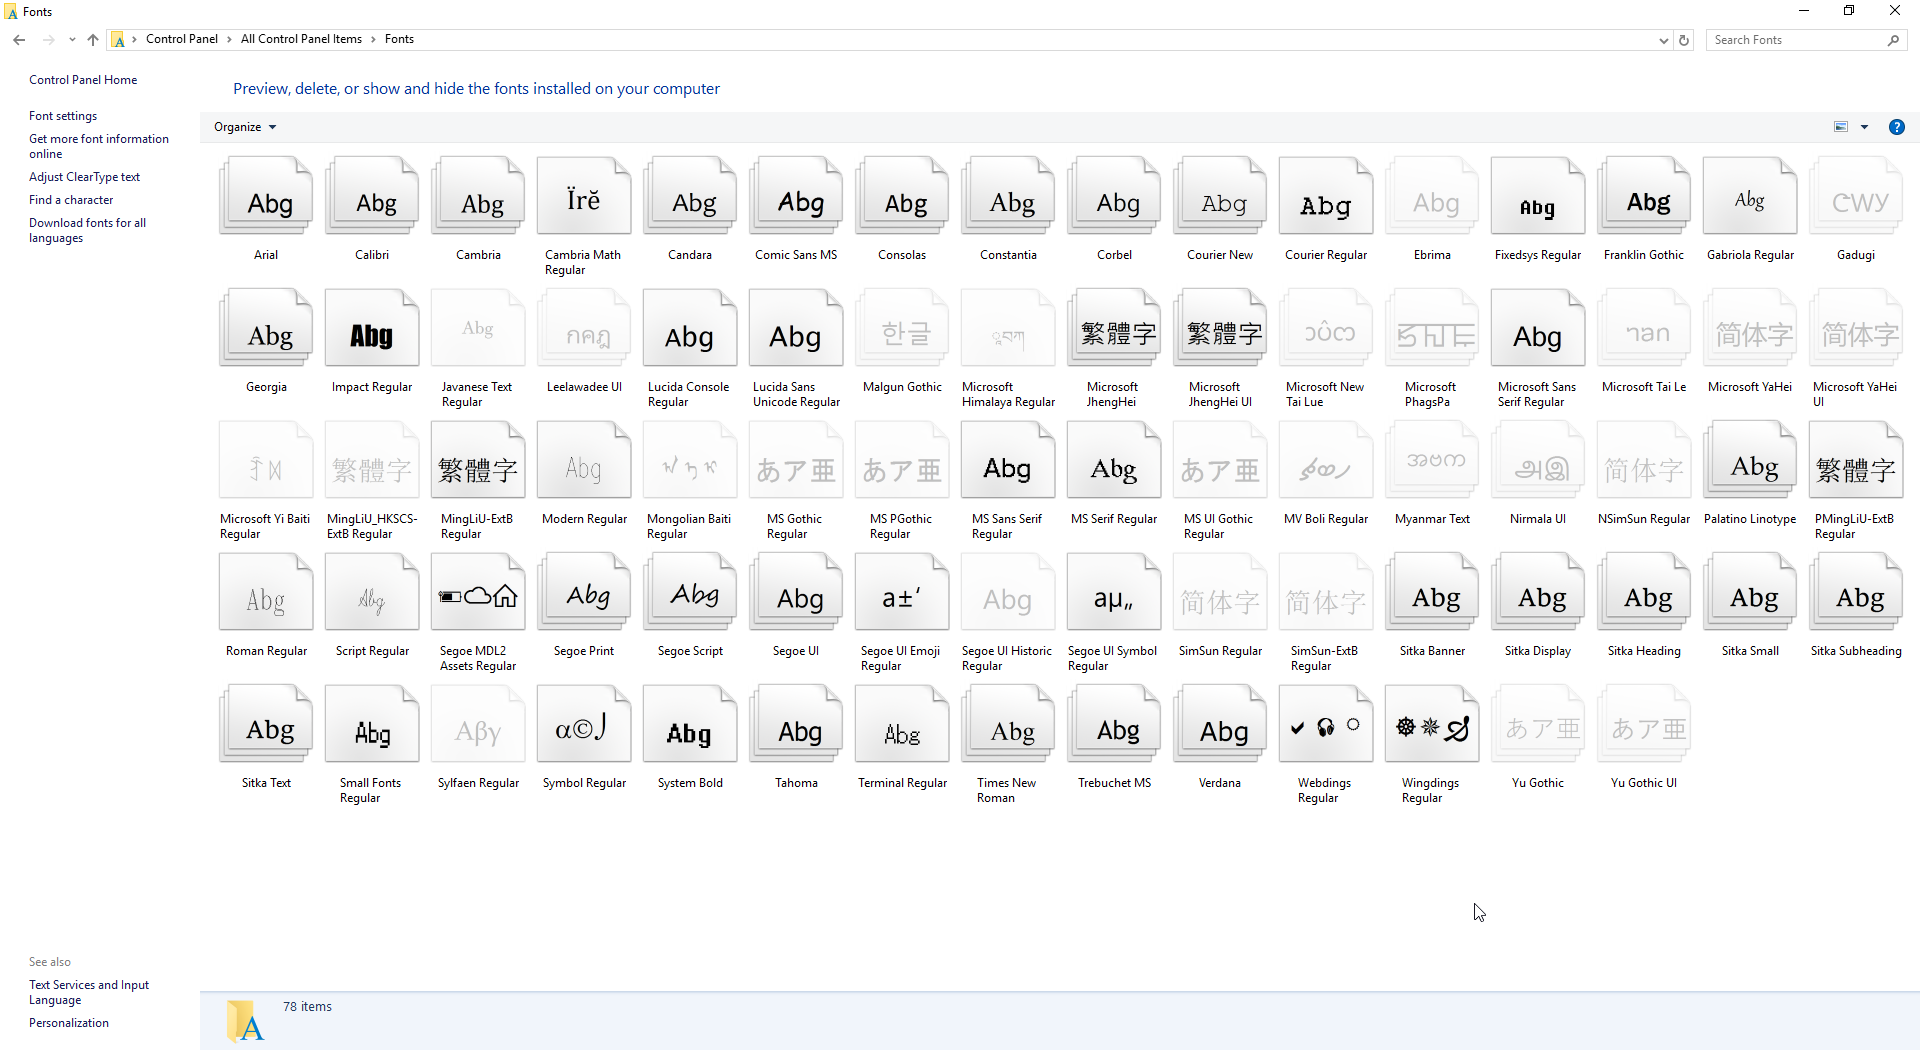 Fonts
Control Panel > All Control Panel Items > Fonts
Search Fonts
Control Panel Home
Font settings
Get more font information
online
Adjust ClearType text
Find a character
Download fonts for all
languages
Preview, delete, or show and hide the fonts installed on your computer
Organize
?
Abg Abg Abg Ïrĕ Abg Abg Abg Abg Abg Abg Abg Abg Abg Abg Abg
Arial Calibri Cambria Cambria Math Candara Comic Sans MS Consolas Constantia Corbel Courier New Courier Regular Ebrima Fixedsys Regular Franklin Gothic Gabriola Regular Gadugi
Regular
Abg Abg Abg กคฎ Abg Abg 한글 繁體字 繁體字 Abg 简体字 简体字
Georgia Impact Regular Javanese Text Leelawadee UI Lucida Console Lucida Sans Malgun Gothic Microsoft Microsoft Microsoft Microsoft New Microsoft Microsoft Sans Microsoft Tai Le Microsoft YaHei Microsoft YaHei
Regular Regular Unicode Regular Himalaya Regular JhengHei JhengHei UI Tai Lue PhagsPa Serif Regular UI
繁體字 繁體字 Abg あア亜 あア亜 Abg Abg あア亜 அஇ 简体字 Abg 繁體字
Microsoft Yi Baiti MingLiU_HKSCS- MingLiU-ExtB Modern Regular Mongolian Baiti MS Gothic MS PGothic MS Sans Serif MS Serif Regular MS UI Gothic MV Boli Regular Myanmar Text Nirmala UI NSimSun Regular Palatino Linotype PMingLiU-ExtB
Regular ExtB Regular Regular Regular Regular Regular Regular Regular Regular
Abg Abg Abg Abg Abg a±‘ Abg aµ„ 简体字 简体字 Abg Abg Abg Abg Abg
Roman Regular Script Regular Segoe MDL2 Segoe Print Segoe Script Segoe UI Segoe UI Emoji Segoe UI Historic Segoe UI Symbol SimSun Regular SimSun-ExtB Sitka Banner Sitka Display Sitka Heading Sitka Small Sitka Subheading
Assets Regular Regular Regular Regular Regular
Abg Abg Aβγ α©⌡ Abg Abg Abg Abg Abg Abg あア亜 あア亜
Sitka Text Small Fonts Sylfaen Regular Symbol Regular System Bold Tahoma Terminal Regular Times New Trebuchet MS Verdana Webdings Wingdings Yu Gothic Yu Gothic UI
Regular Roman Regular Regular
See also
Text Services and Input
Language
Personalization
78 items